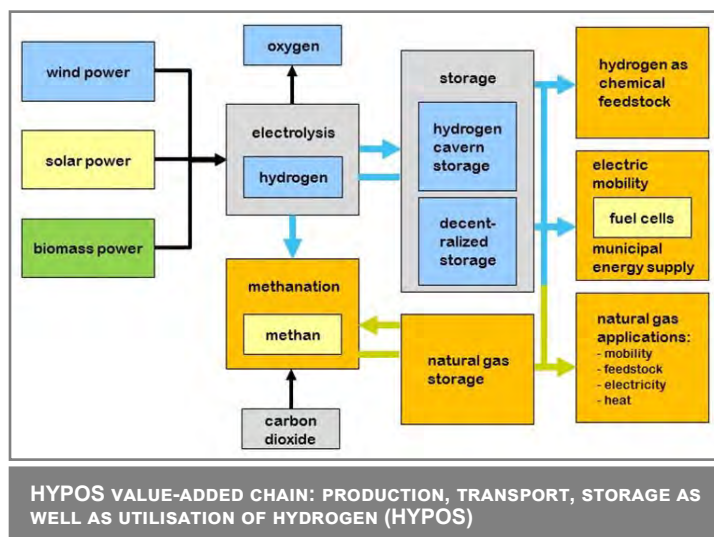 wind power
solar power
biomass power
oxygen
electrolysis
hydrogen
methanation
methan
carbon
dioxide
storage
hydrogen
cavern
storage
decent-
ralized
storage
natural gas
storage
hydrogen as
chemical
feedstock
electric
mobility
fuel cells
municipal
energy supply
natural gas
applications:
- mobility
- feedstock
- electricity
- heat
HYPOS VALUE-ADDED CHAIN: PRODUCTION, TRANSPORT, STORAGE AS
WELL AS UTILISATION OF HYDROGEN (HYPOS)